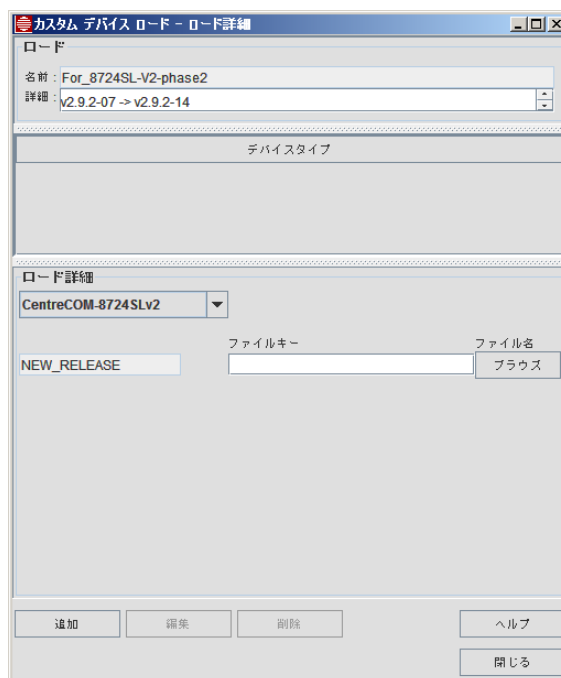 カスタム デバイス ロード - ロード詳細
ロード
名前 : For_8724SL-V2-phase2
詳細 : v2.9.2-07 -> v2.9.2-14
デバイスタイプ
ロード詳細
CentreCOM-8724SLv2
ファイルキー ファイル名
NEW_RELEASE ブラウズ
追加 編集 削除 ヘルプ
閉じる